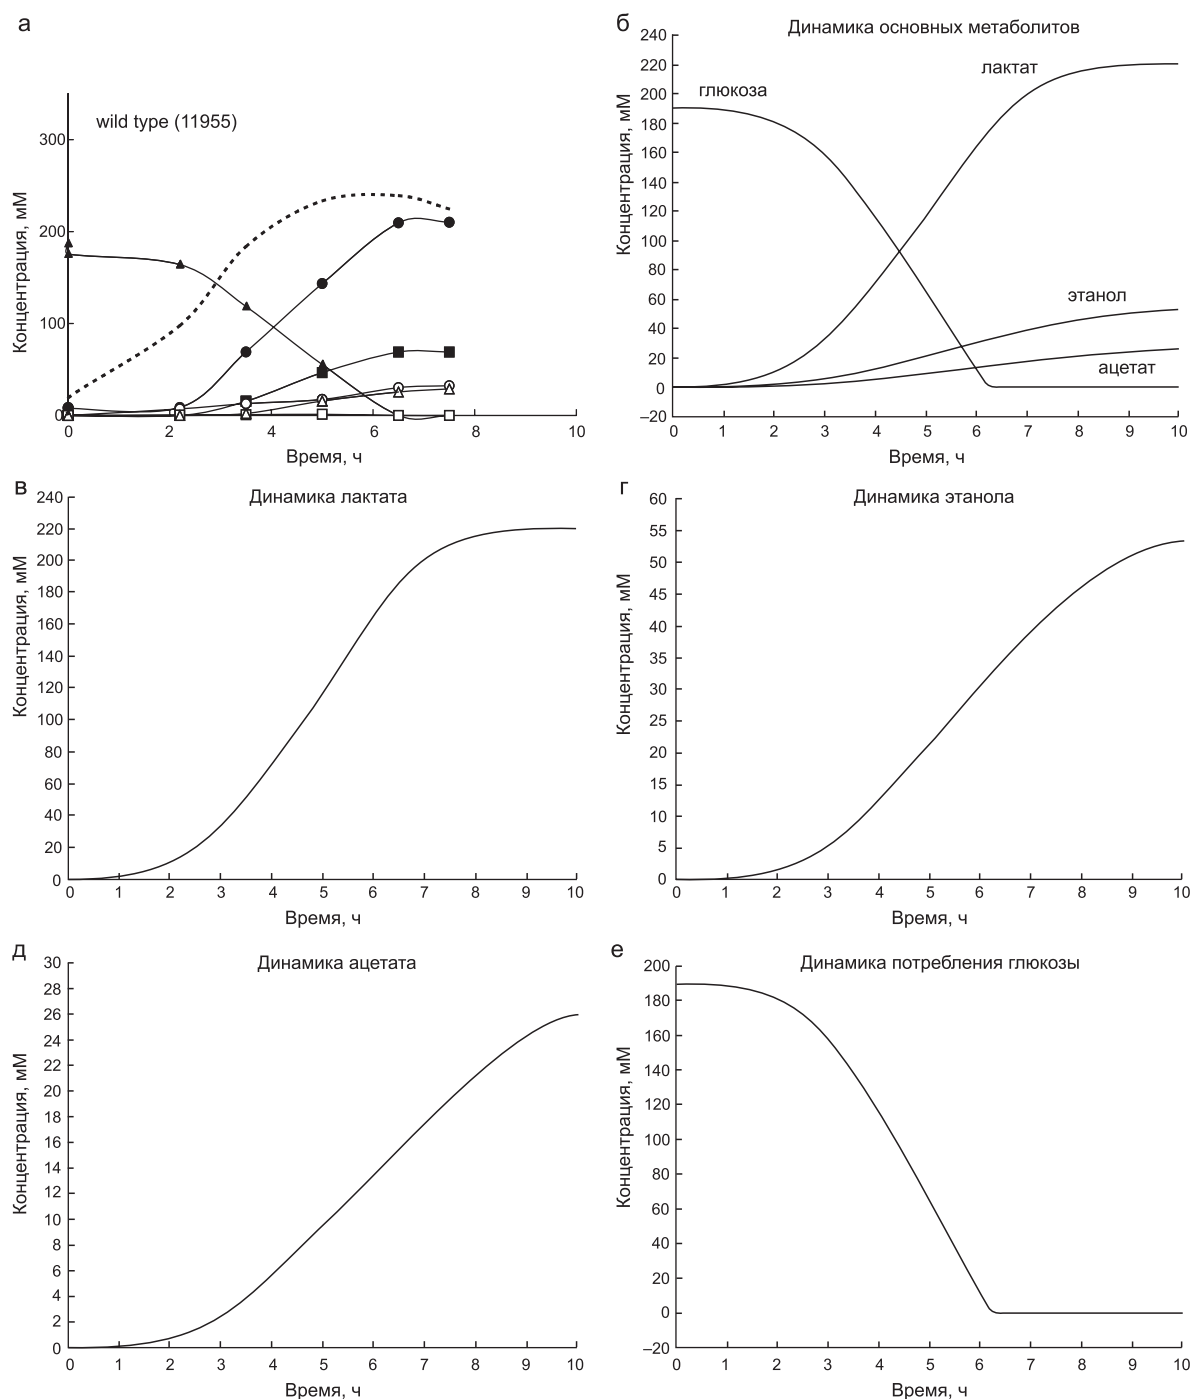 а
wild type (11955)
Концентрация, мМ
300
200
100
0
0 2 4 6 8 10
Время, ч
б
Динамика основных метаболитов
Концентрация, мМ
240
220
200
180
160
140
120
100
80
60
40
20
0
–20
глюкоза
лактат
этанол
ацетат
0 1 2 3 4 5 6 7 8 9 10
Время, ч
в
Динамика лактата
Концентрация, мМ
240
220
200
180
160
140
120
100
80
60
40
20
0
0 1 2 3 4 5 6 7 8 9 10
Время, ч
г
Динамика этанола
Концентрация, мМ
60
55
50
45
40
35
30
25
20
15
10
5
0
0 1 2 3 4 5 6 7 8 9 10
Время, ч
д
Динамика ацетата
Концентрация, мМ
30
28
26
24
22
20
18
16
14
12
10
8
6
4
2
0
0 1 2 3 4 5 6 7 8 9 10
Время, ч
е
Динамика потребления глюкозы
Концентрация, мМ
200
180
160
140
120
100
80
60
40
20
0
–20
0 1 2 3 4 5 6 7 8 9 10
Время, ч